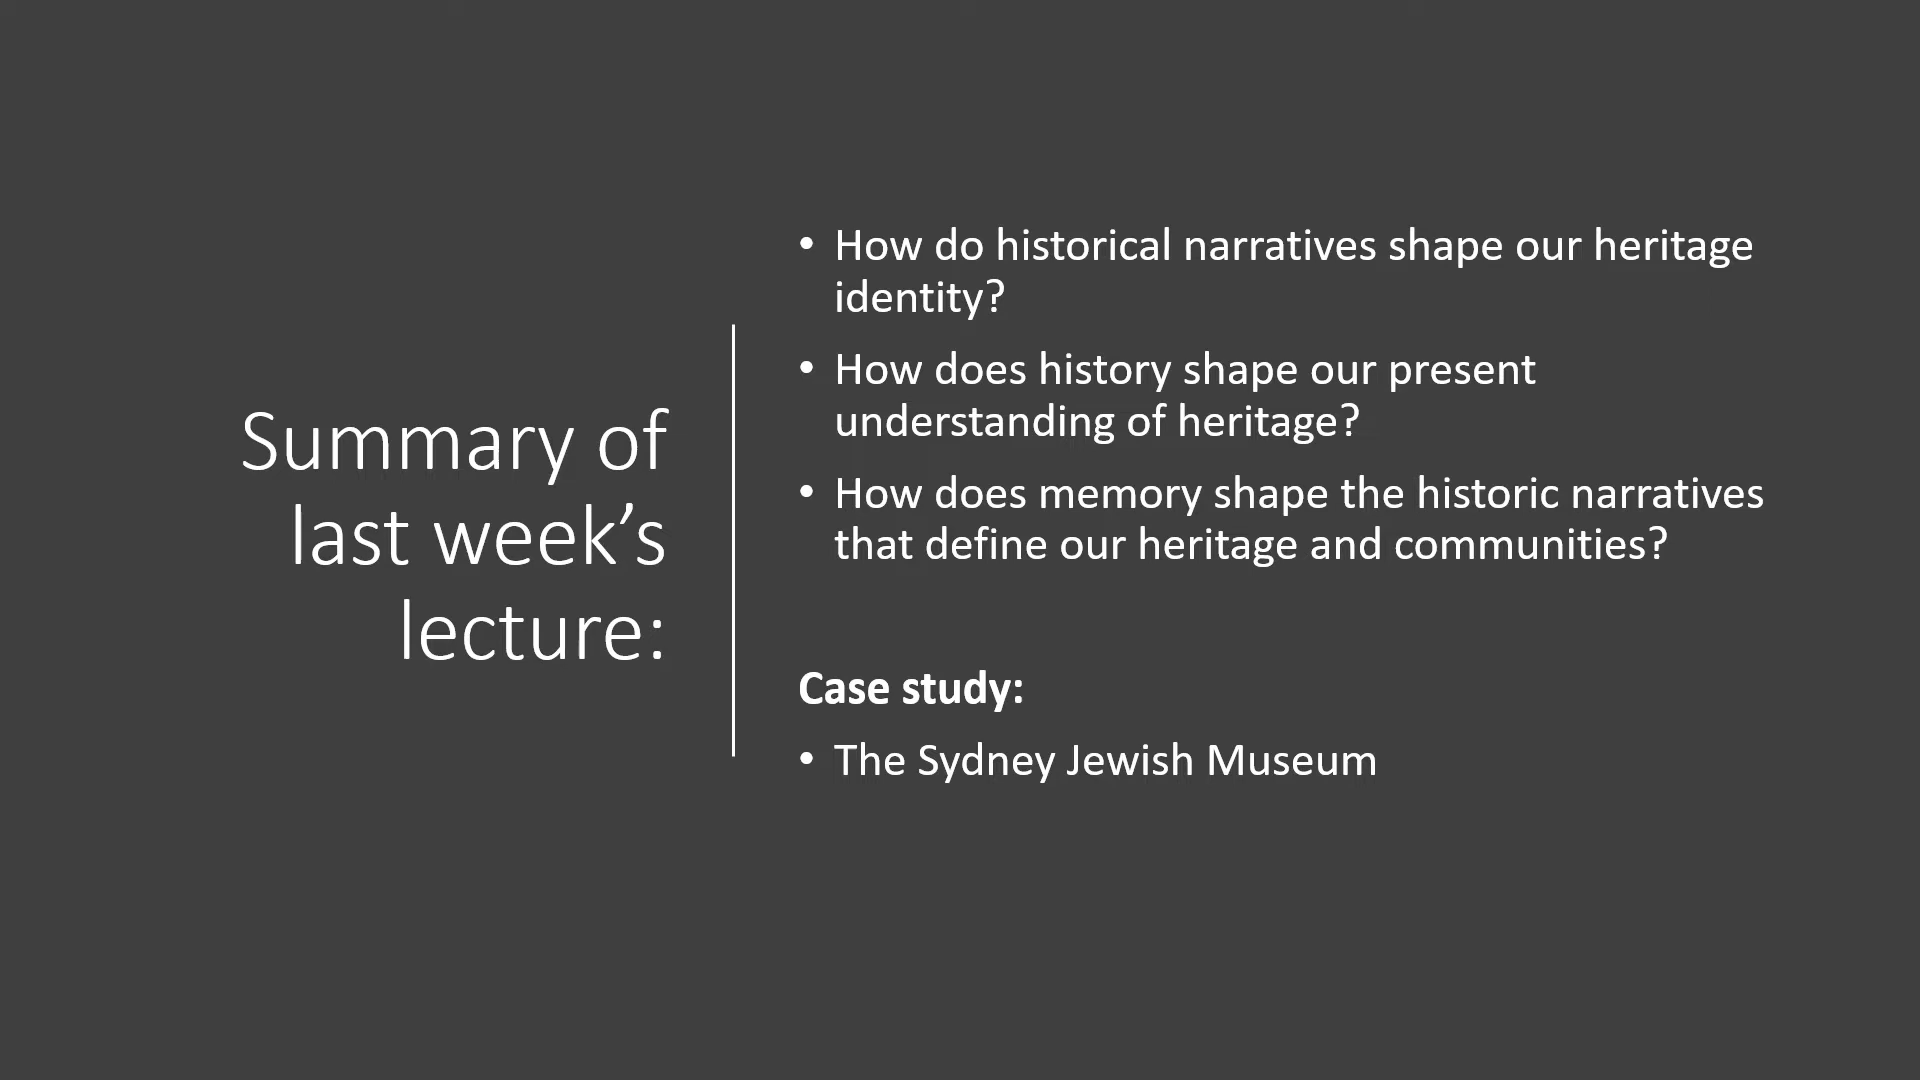 Summary of
last week’s
lecture:
• How do historical narratives shape our heritage
identity?
• How does history shape our present
understanding of heritage?
• How does memory shape the historic narratives
that define our heritage and communities?
Case study:
• The Sydney Jewish Museum